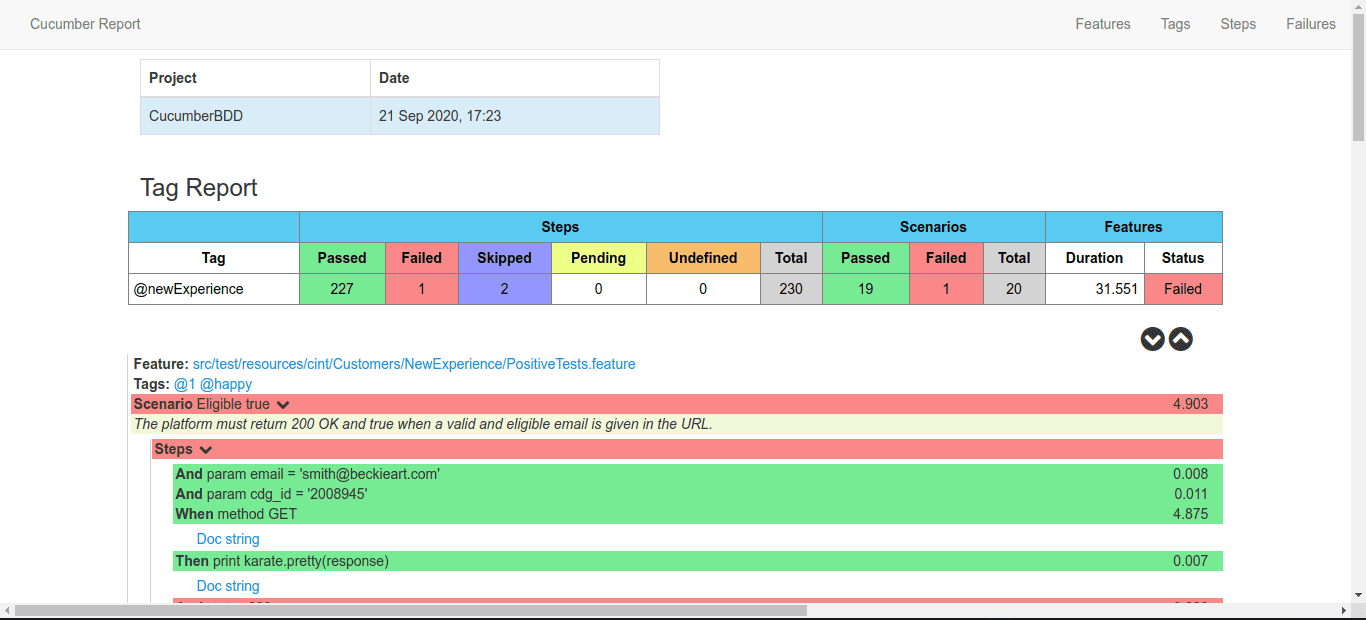 Cucumber Report Features Tags Steps Failures
Project Date
CucumberBDD 21 Sep 2020, 17:23
Tag Report
Steps Scenarios Features
Tag Passed Failed Skipped Pending Undefined Total Passed Failed Total Duration Status
@newExperience 227 1 2 0 0 230 19 1 20 31.551 Failed
Feature: src/test/resources/cint/Customers/NewExperience/PositiveTests.feature
Tags: @1 @happy
Scenario Eligible true 4.903
The platform must return 200 OK and true when a valid and eligible email is given in the URL.
Steps
And param email = 'smith@beckieart.com' 0.008
And param cdg_id = '2008945' 0.011
When method GET 4.875
Doc string
Then print karate.pretty(response) 0.007
Doc string